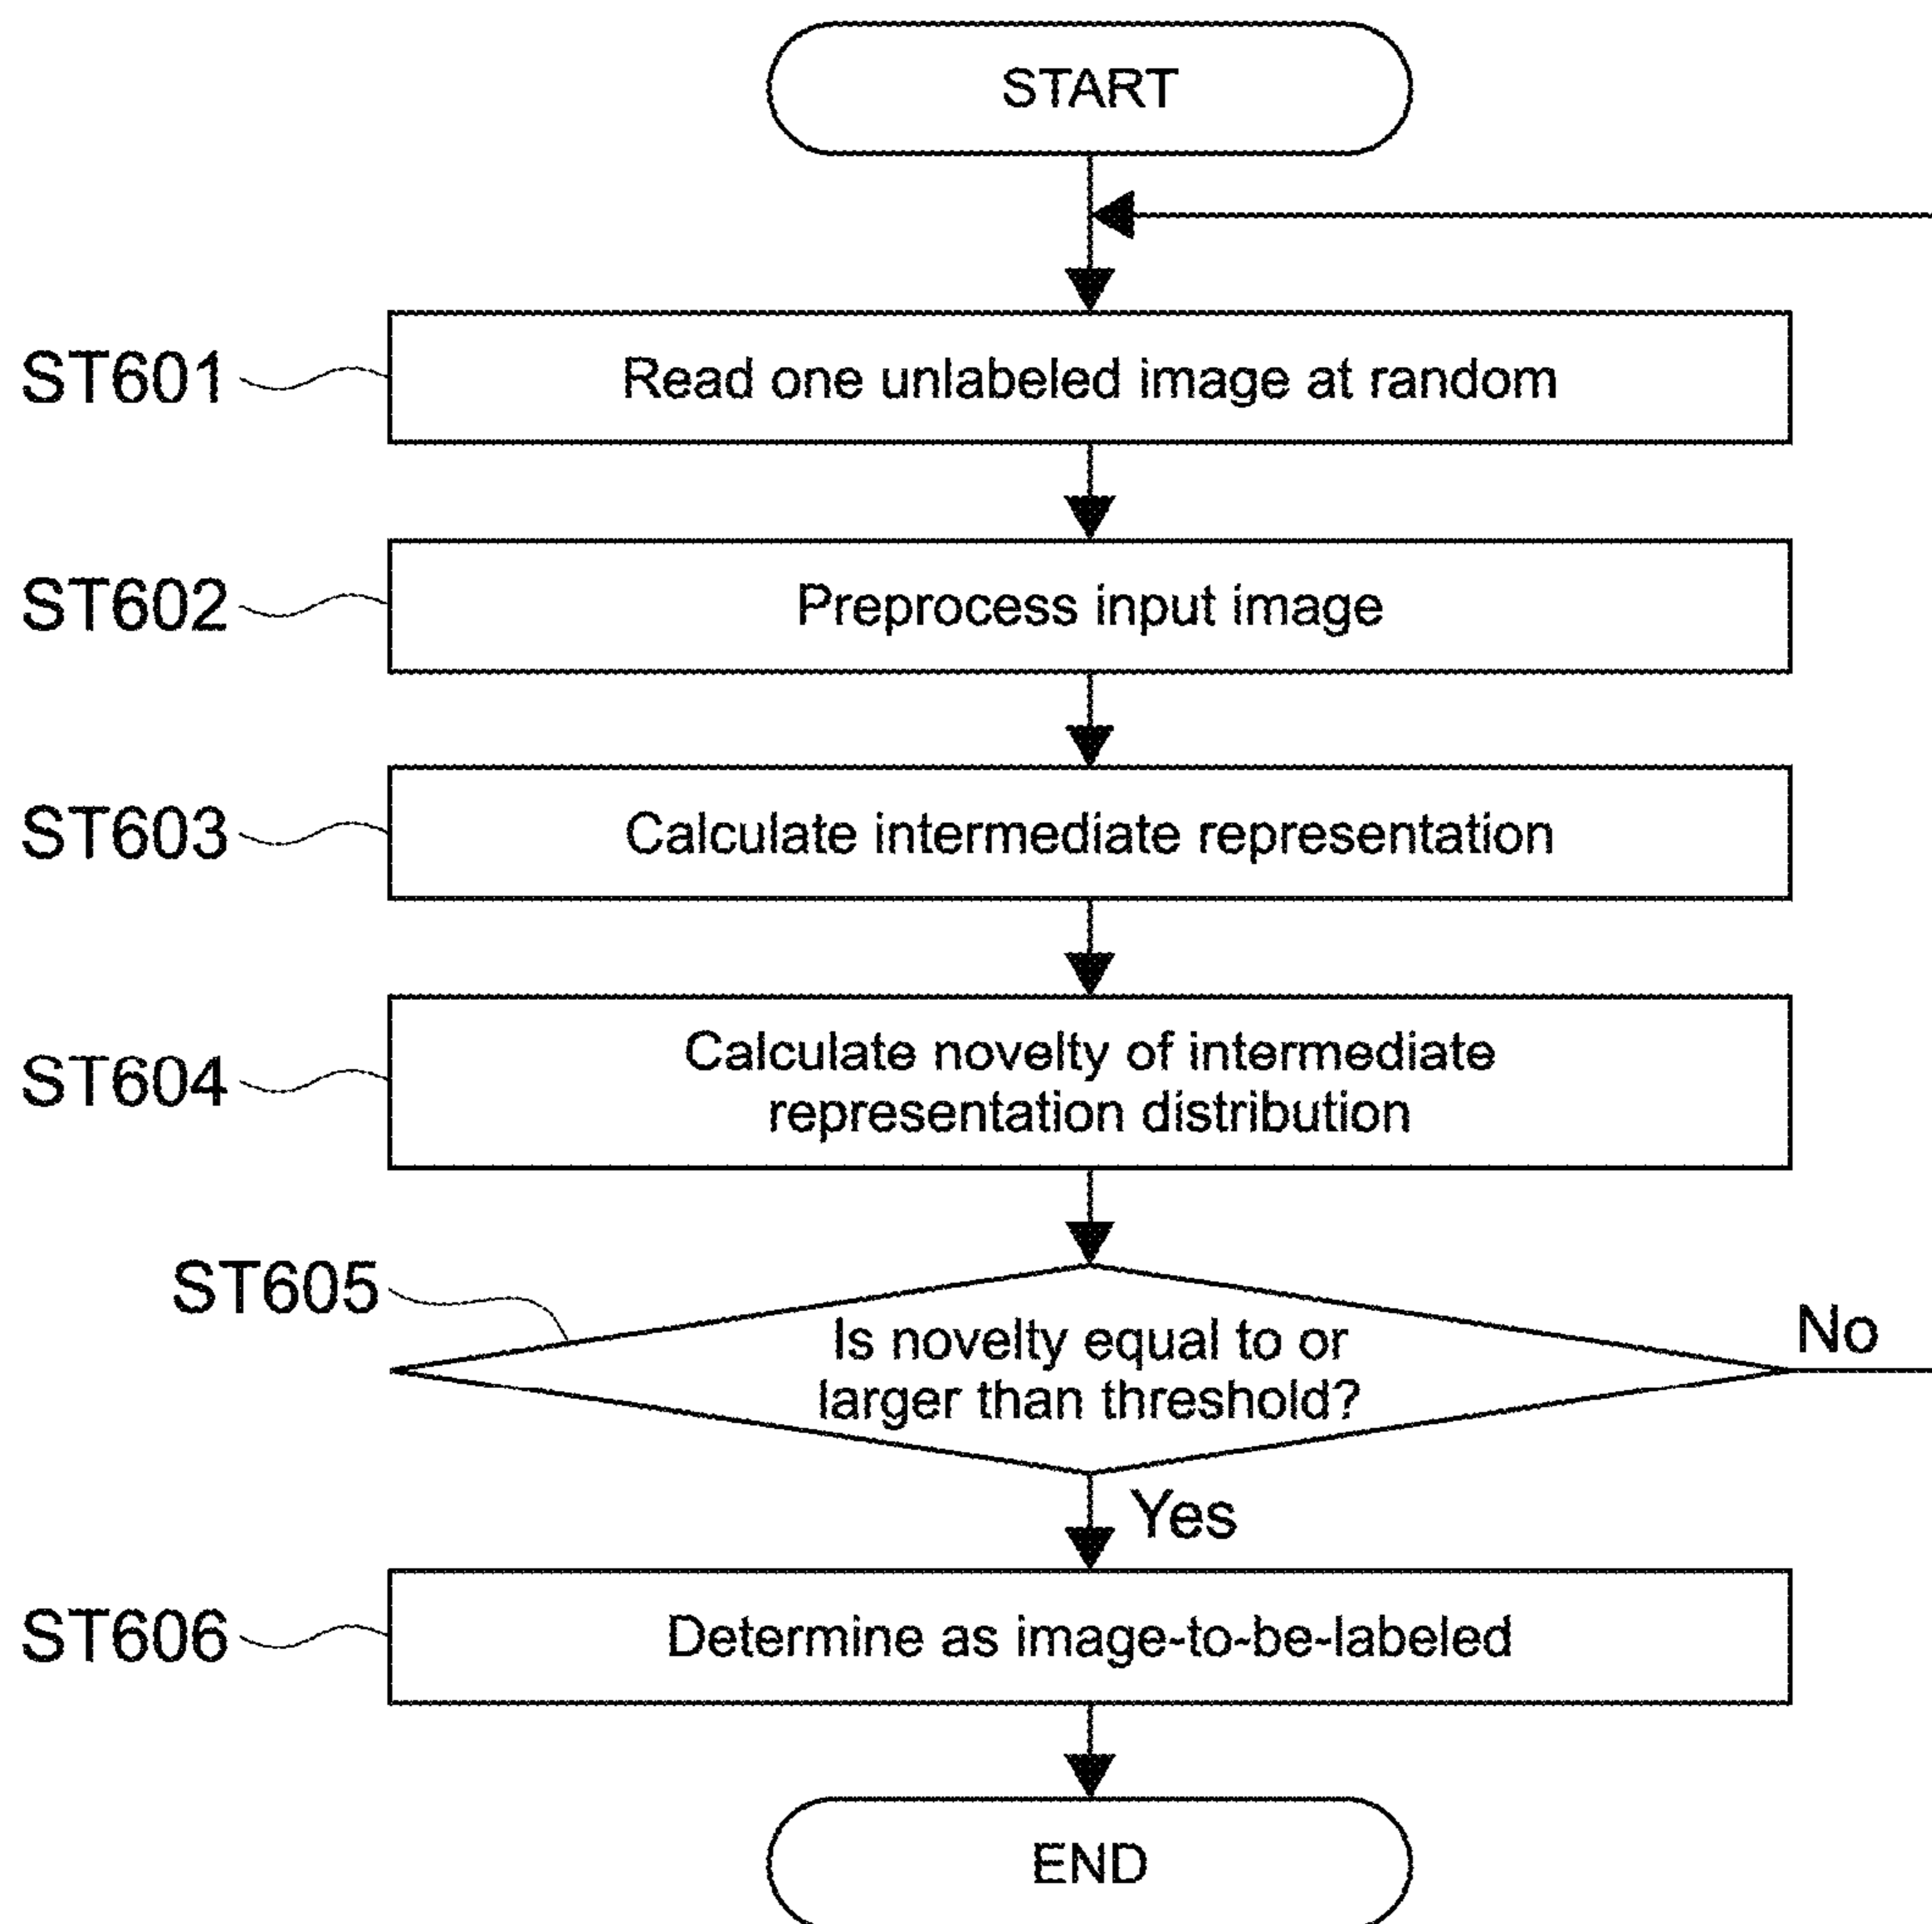 START
ST601
Read one unlabeled image at random
ST602
Preprocess input image
ST603
Calculate intermediate representation
ST604
Calculate novelty of intermediate
representation distribution
ST605
Is novelty equal to or
larger than threshold?
No
Yes
ST606
Determine as image-to-be-labeled
END